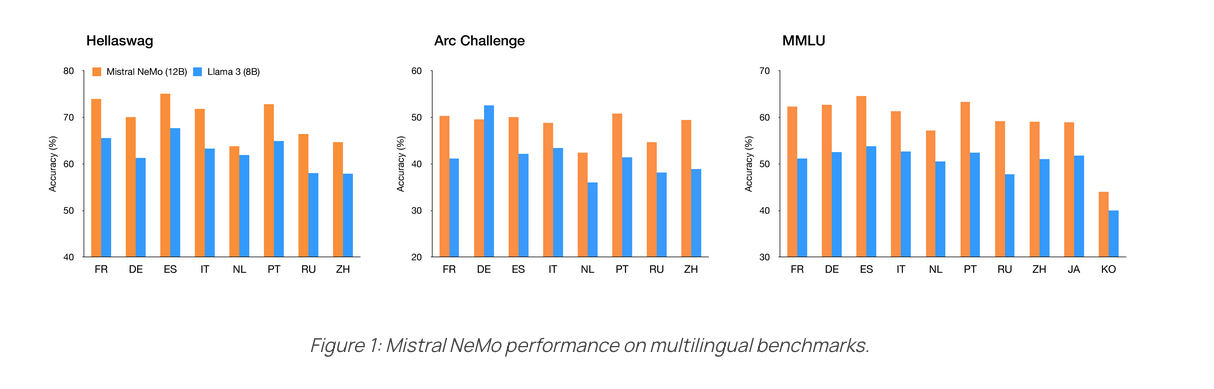 Hellaswag
Mistral NeMo (12B) Llama 3 (8B)
Accuracy (%)
80
70
60
50
40
FR DE ES IT NL PT RU ZH
Arc Challenge
Accuracy (%)
60
50
40
30
20
FR DE ES IT NL PT RU ZH
MMLU
Accuracy (%)
70
60
50
40
30
FR DE ES IT NL PT RU ZH JA KO
Figure 1: Mistral NeMo performance on multilingual benchmarks.